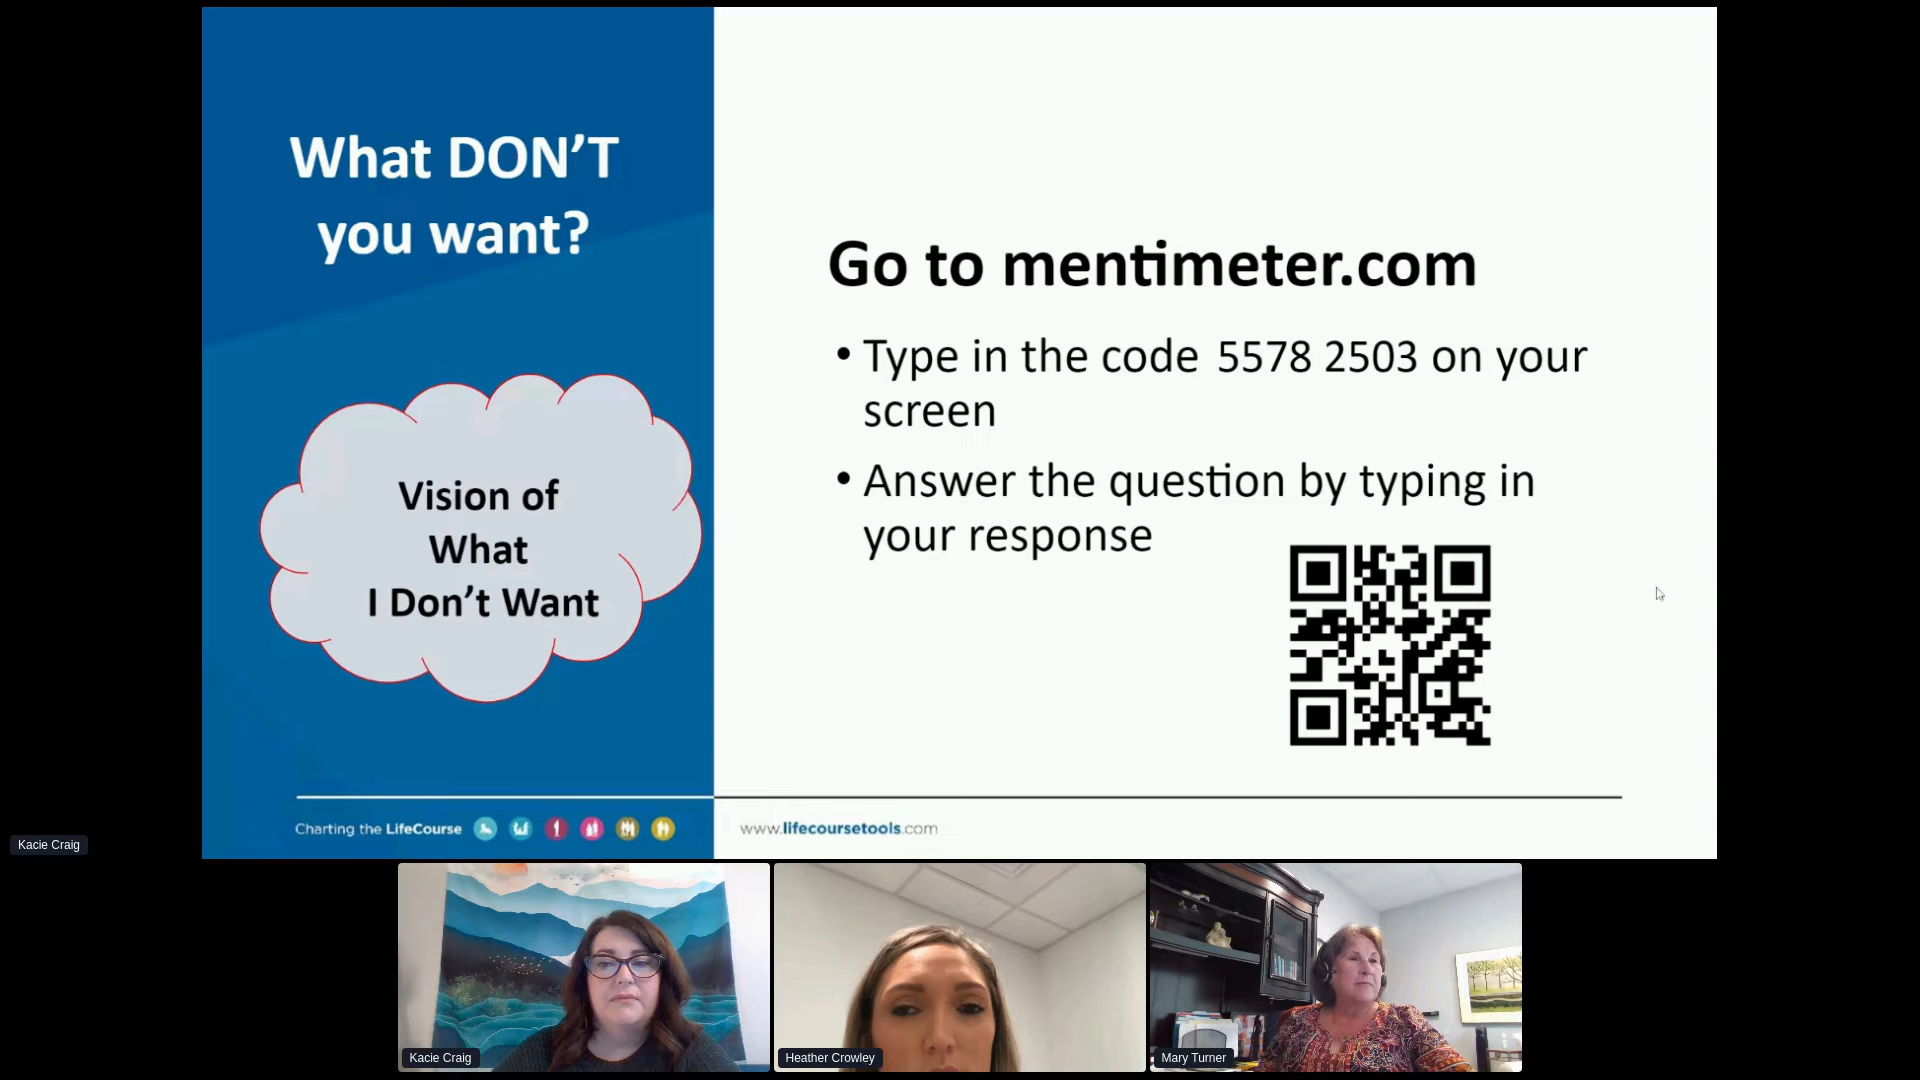 What DON’T
you want?
Vision of
What
I Don’t Want
Go to mentimeter.com
• Type in the code 5578 2503 on your
screen
• Answer the question by typing in
your response
Charting the LifeCourse
www.lifecoursetools.com
Kacie Craig
Kacie Craig
Heather Crowley
Mary Turner